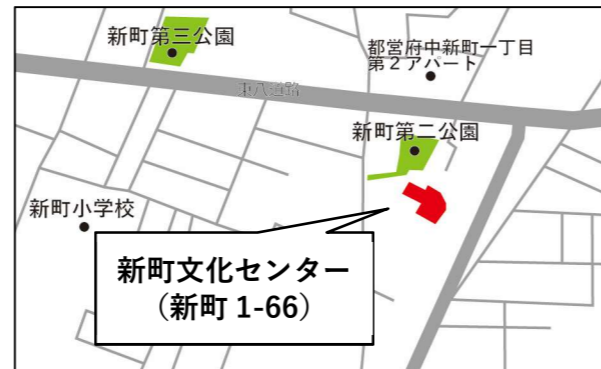 新町第三公園
都営府中新町一丁目
第２アパート
東八道路
新町第二公園
新町小学校
新町文化センター
（新町 1-66）